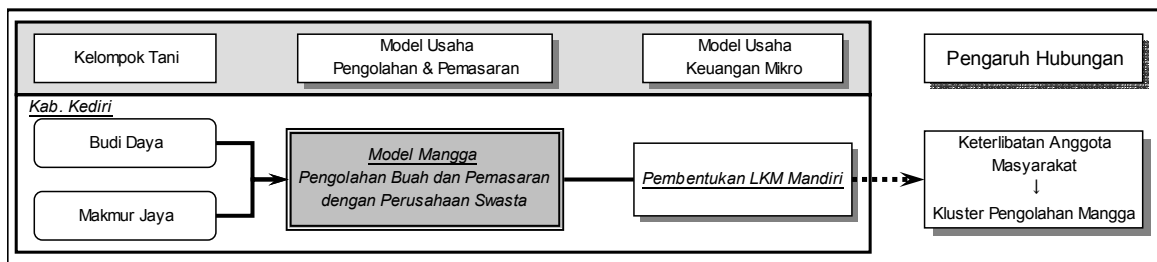 Kelompok Tani
Model Usaha
Pengolahan & Pemasaran
Model Usaha
Keuangan Mikro
Pengaruh Hubungan
Kab. Kediri
Budi Daya
Makmur Jaya
Model Mangga
Pengolahan Buah dan Pemasaran
dengan Perusahaan Swasta
Pembentukan LKM Mandiri
Keterlibatan Anggota
Masyarakat
↓
Kluster Pengolahan Mangga